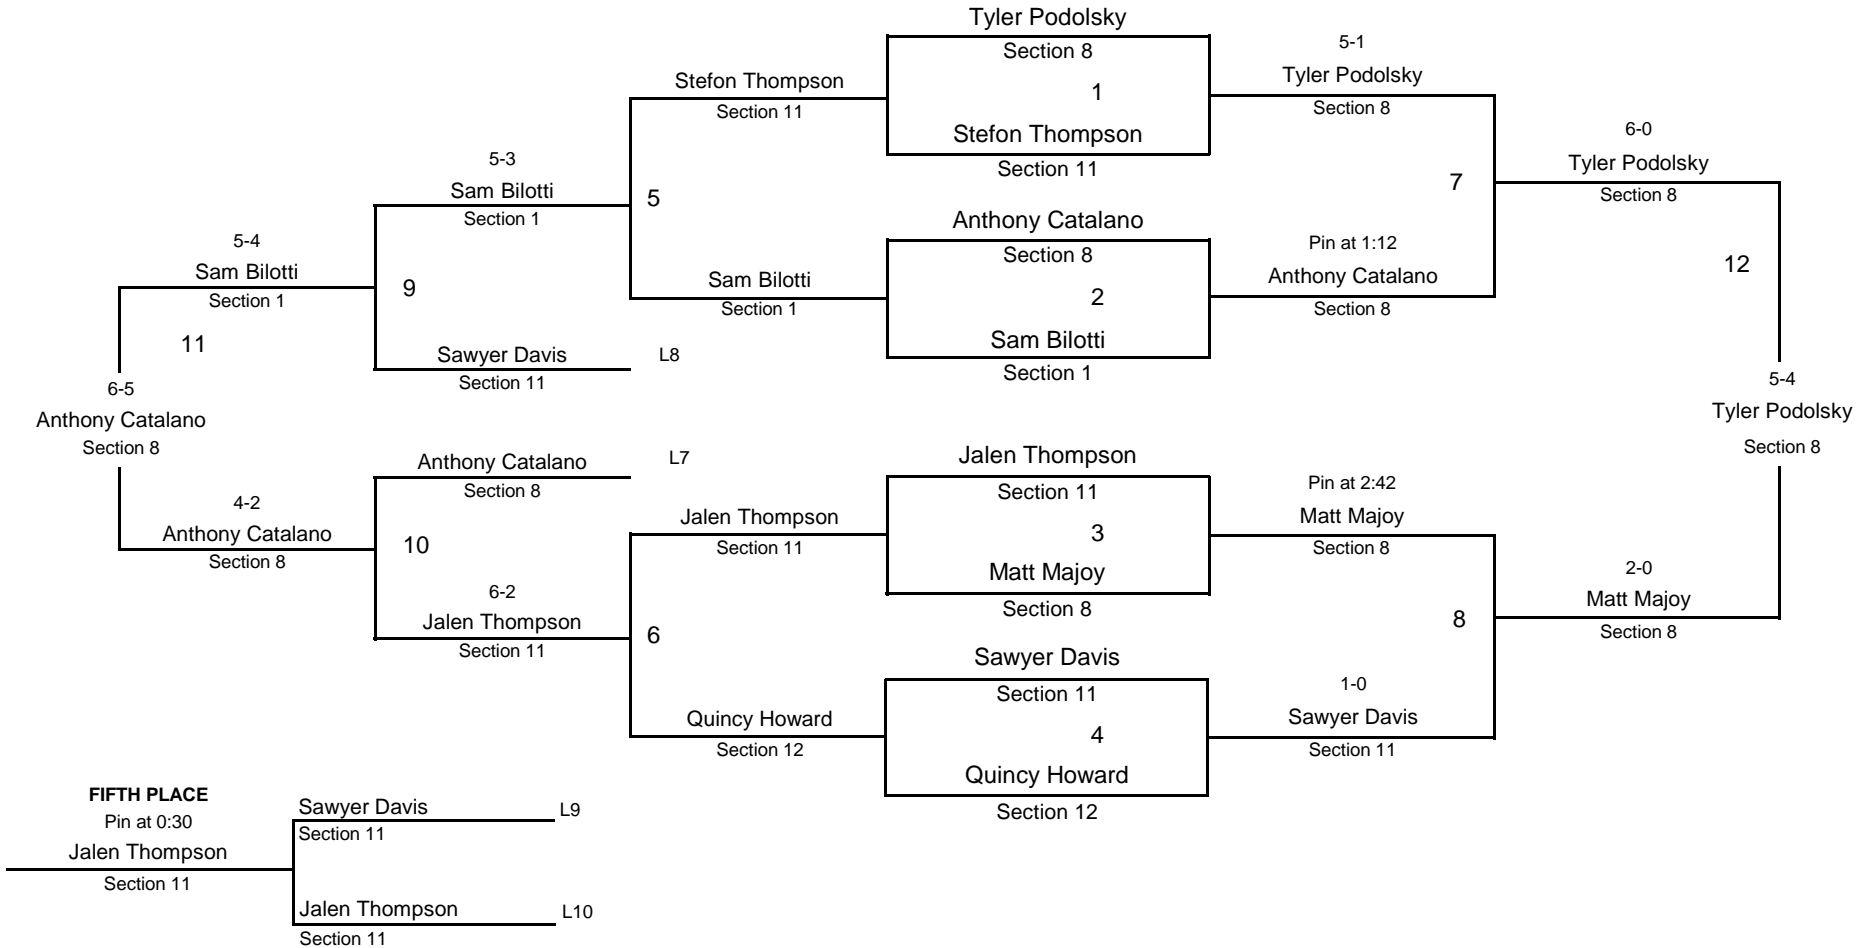 Tyler Podolsky
Section 8
1
Stefon Thompson
Section 11
Anthony Catalano
Section 8
2
Sam Bilotti
Section 1
Jalen Thompson
Section 11
3
Matt Majoy
Section 8
Sawyer Davis
Section 11
4
Quincy Howard
Section 12
5-1
Tyler Podolsky
Section 8
7
Pin at 1:12
Anthony Catalano
Section 8
Pin at 2:42
Matt Majoy
Section 8
8
1-0
Sawyer Davis
Section 11
6-0
Tyler Podolsky
Section 8
12
2-0
Matt Majoy
Section 8
5-4
Tyler Podolsky
Section 8
Stefon Thompson
Section 11
5
Sam Bilotti
Section 1
Jalen Thompson
Section 11
6
Quincy Howard
Section 12
5-3
Sam Bilotti
Section 1
9
Sawyer Davis
L8
Section 11
Anthony Catalano
L7
Section 8
10
6-2
Jalen Thompson
Section 11
5-4
Sam Bilotti
Section 1
11
4-2
Anthony Catalano
Section 8
6-5
Anthony Catalano
Section 8
FIFTH PLACE
Pin at 0:30
Jalen Thompson
Section 11
Sawyer Davis
L9
Section 11
Jalen Thompson
L10
Section 11